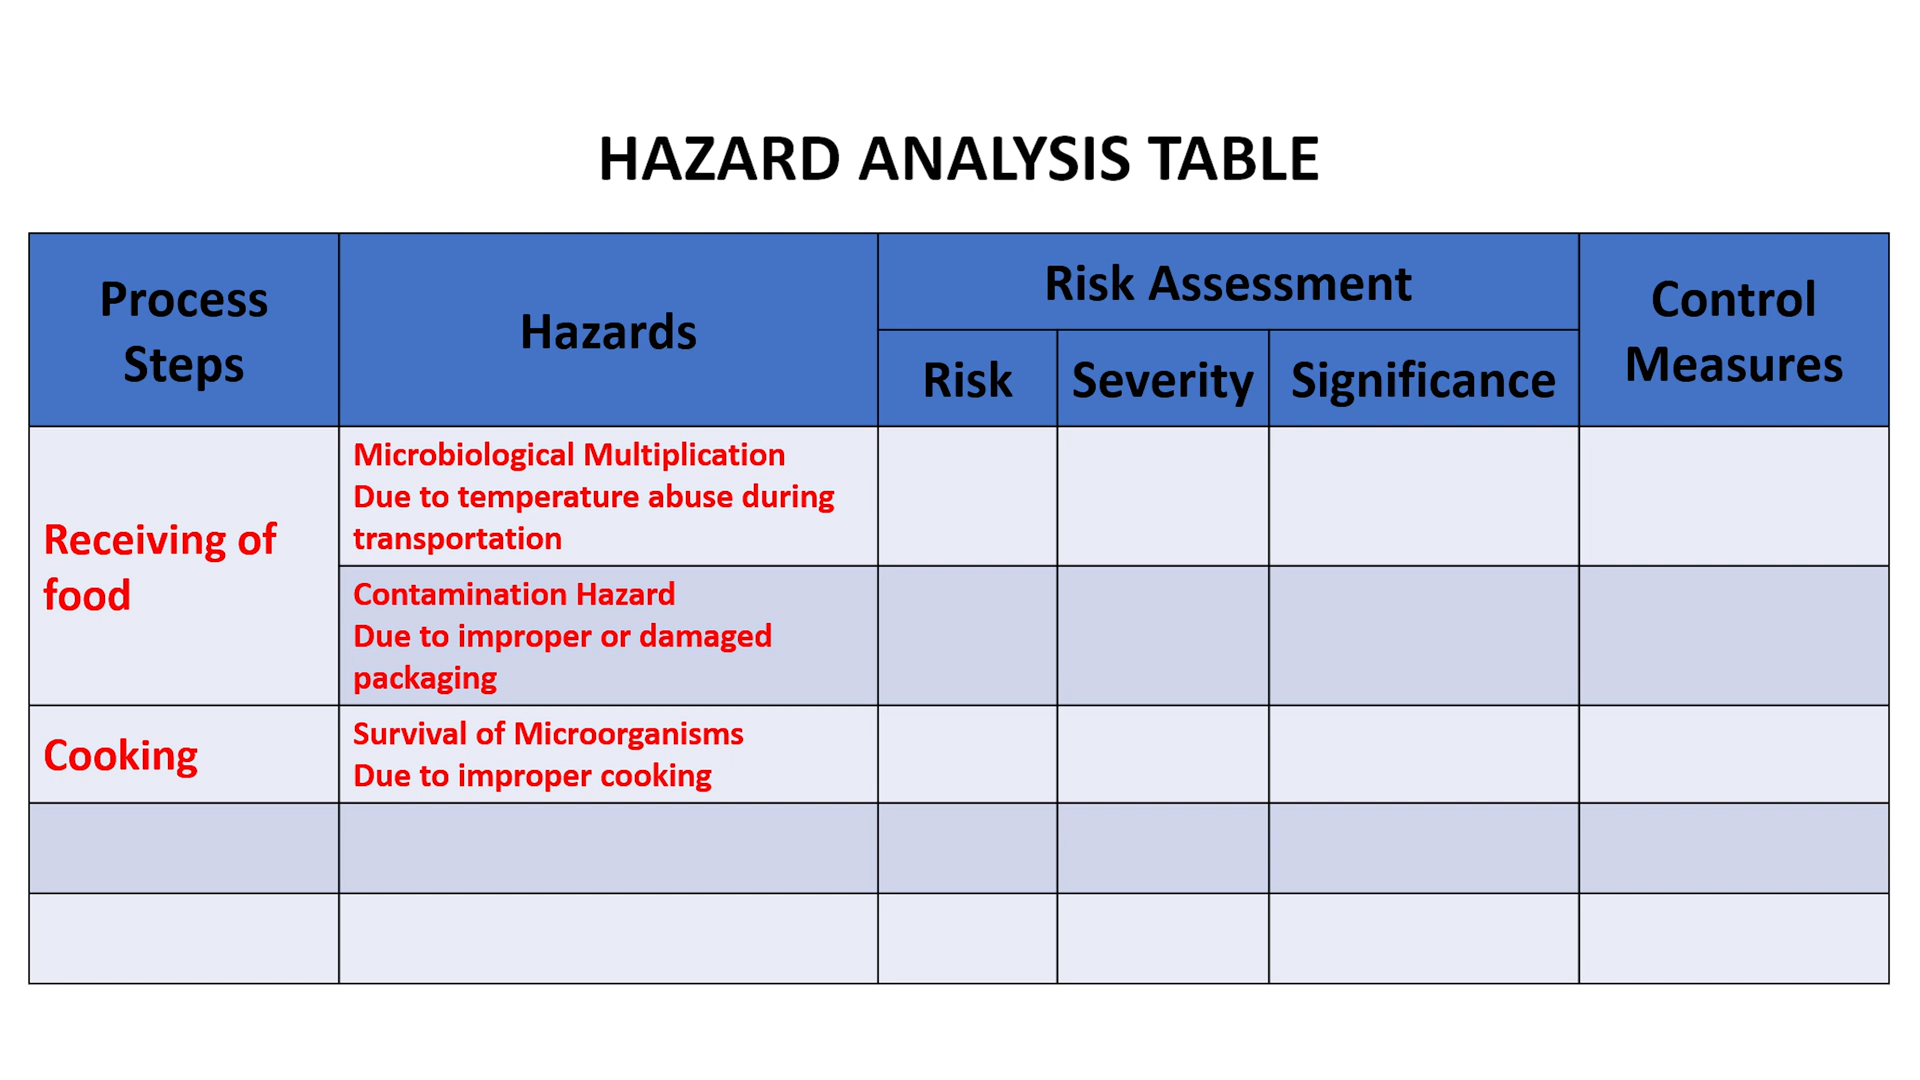 HAZARD ANALYSIS TABLE
Process
Steps
Hazards
Risk Assessment
Risk
Severity
Significance
Control
Measures
Receiving of
food
Microbiological Multiplication
Due to temperature abuse during
transportation
Contamination Hazard
Due to improper or damaged
packaging
Cooking
Survival of Microorganisms
Due to improper cooking